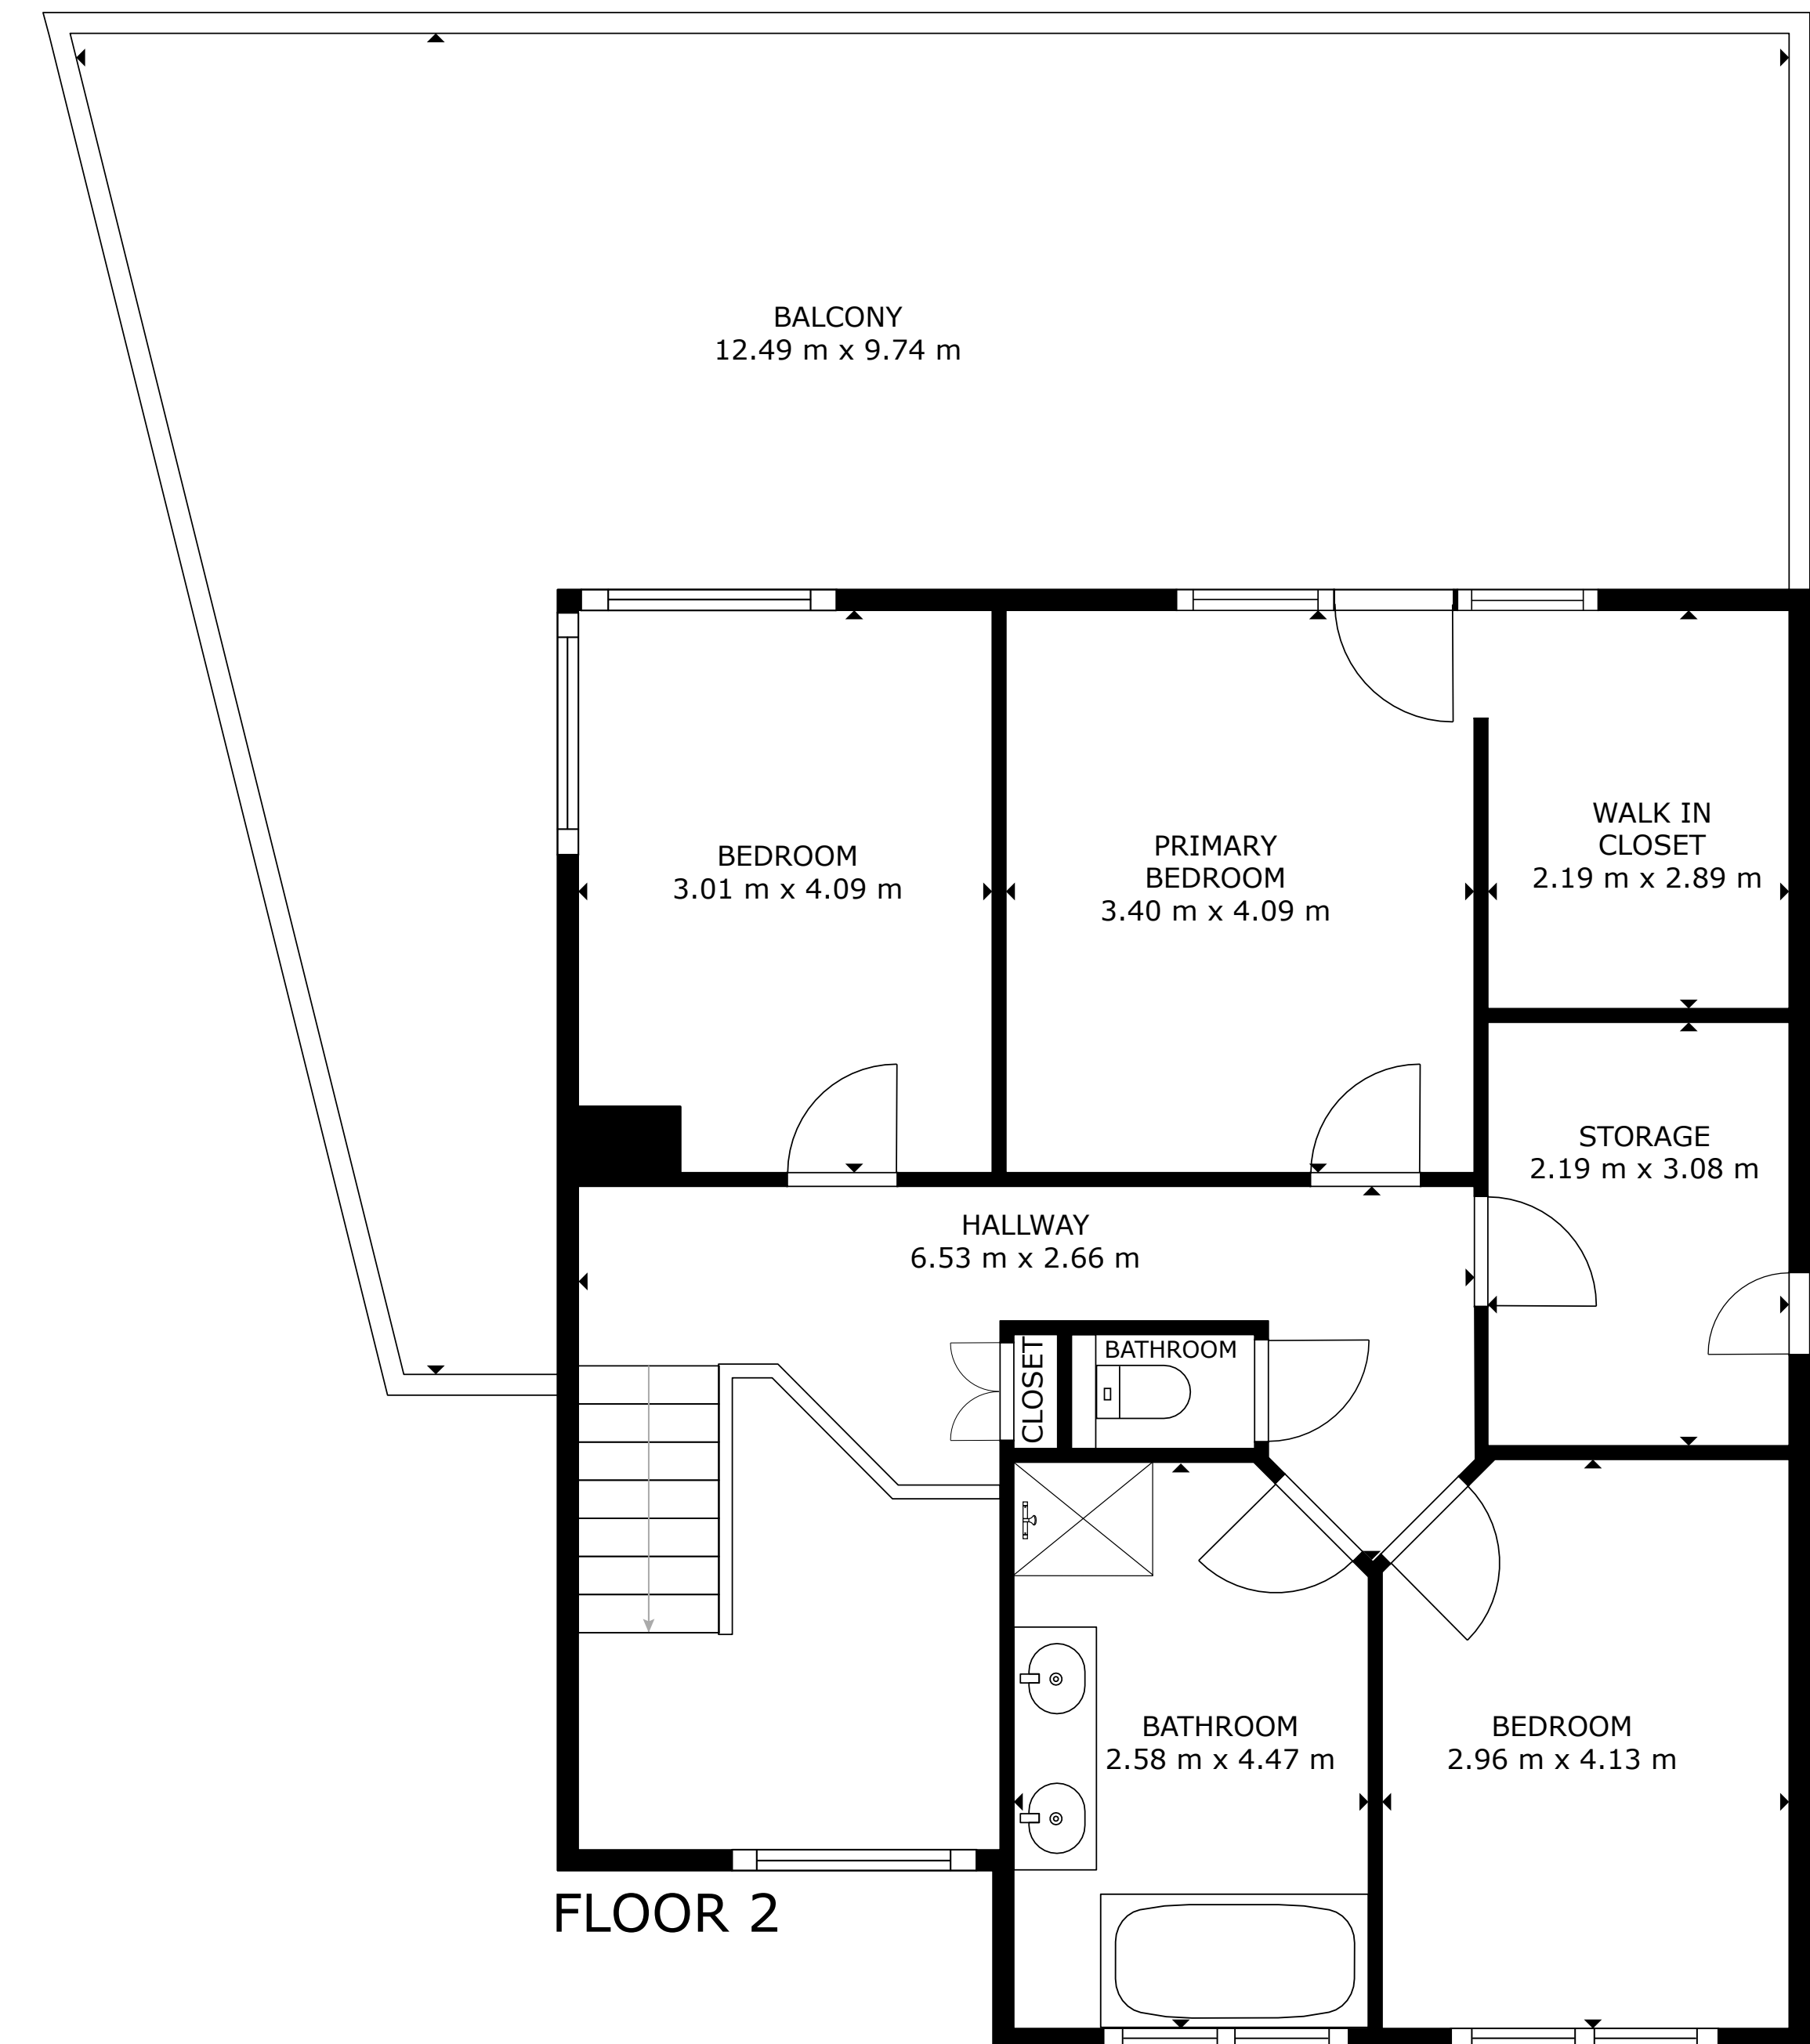 BALCONY
12.49 m x 9.74 m
WALK IN
CLOSET
2.19 m x 2.89 m
BEDROOM
3.01 m x 4.09 m
PRIMARY
BEDROOM
3.40 m x 4.09 m
STORAGE
2.19 m x 3.08 m
HALLWAY
6.53 m x 2.66 m
CLOSET
BATHROOM
BATHROOM
2.58 m x 4.47 m
BEDROOM
2.96 m x 4.13 m
FLOOR 2